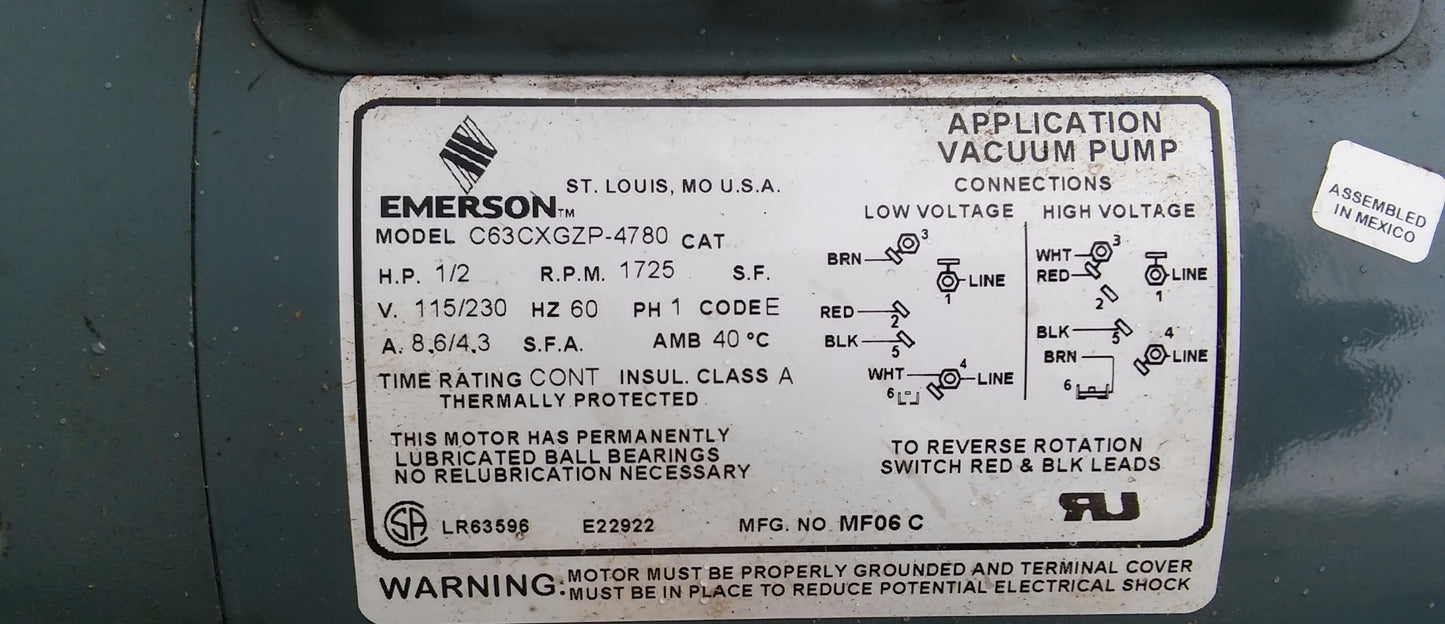 APPLICATION
VACUUM PUMP
EMERSON™
ST. LOUIS, MO U.S.A.
MODEL C63CXGZP-4780 CAT
H.P. 1/2 R.P.M. 1725 S.F.
V. 115/230 HZ 60 PH 1 CODE E
A. 8.6/4.3 S.F.A. AMB 40 °C
TIME RATING CONT INSUL. CLASS A
THERMALLY PROTECTED
THIS MOTOR HAS PERMANENTLY
LUBRICATED BALL BEARINGS
NO RELUBRICATION NECESSARY
SA LR63596 E22922 MFG. NO. MF06 C
CONNECTIONS
LOW VOLTAGE
BRN 3
LINE
1
RED 2
BLK 5
WHT 4 LINE
6
HIGH VOLTAGE
WHT 3
RED LINE
2 1
BLK 5 4
BRN LINE
6
TO REVERSE ROTATION
SWITCH RED & BLK LEADS
RU
WARNING: MOTOR MUST BE PROPERLY GROUNDED AND TERMINAL COVER
MUST BE IN PLACE TO REDUCE POTENTIAL ELECTRICAL SHOCK
ASSEMBLED
IN MEXICO